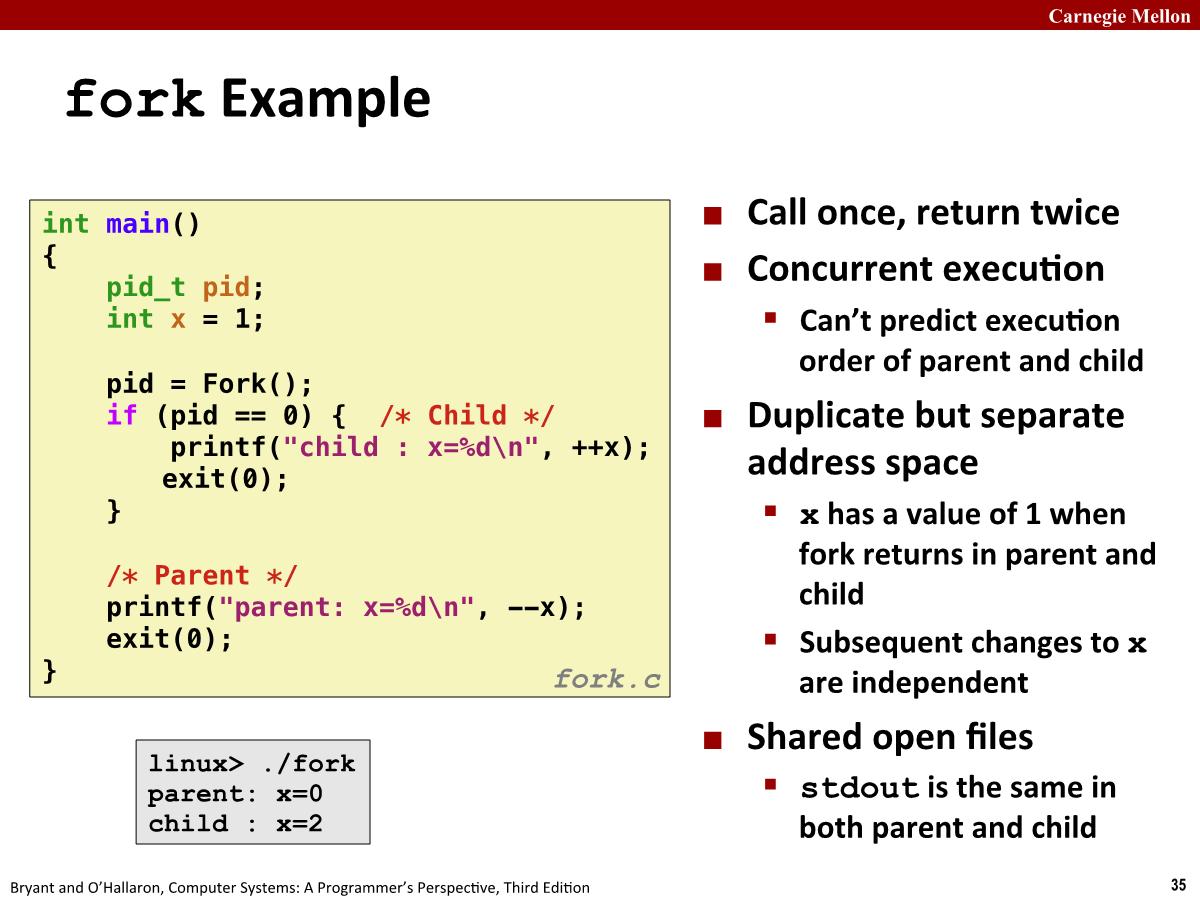 Carnegie Mellon
fork Example
int main()
{
    pid_t pid;
    int x = 1;

    pid = Fork();
    if (pid == 0) {  /* Child */
        printf("child : x=%d\n", ++x);
       exit(0);
    }

    /* Parent */
    printf("parent: x=%d\n", --x);
    exit(0);
}
fork.c
linux> ./fork
parent: x=0
child : x=2
■ Call once, return twice
■ Concurrent execution
▪ Can’t predict execution
order of parent and child
■ Duplicate but separate
address space
▪ x has a value of 1 when
fork returns in parent and
child
▪ Subsequent changes to x
are independent
■ Shared open files
▪ stdout is the same in
both parent and child
Bryant and O’Hallaron, Computer Systems: A Programmer’s Perspective, Third Edition
35